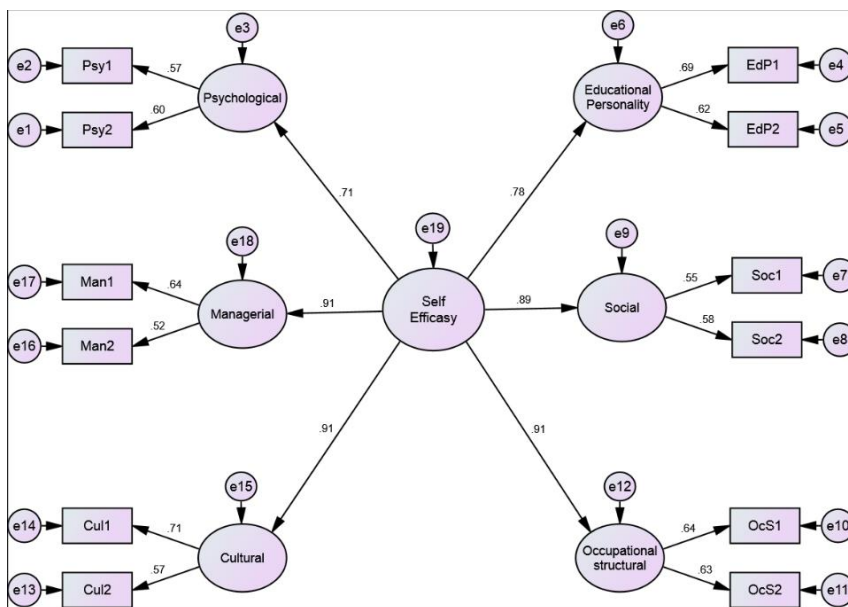 e3
e6
e2
Psy1
.57
Psychological
.60
e1
Psy2
Educational
Personality
.69
EdP1
e4
.62
EdP2
e5
.71
.78
e18
e19
e9
e17
Man1
.64
Managerial
.52
e16
Man2
.91
Self
Efficasy
.89
Social
.55
Soc1
e7
.58
Soc2
e8
.91
.91
e15
e12
e14
Cul1
.71
Cultural
.57
e13
Cul2
Occupational
structural
.64
OcS1
e10
.63
OcS2
e11